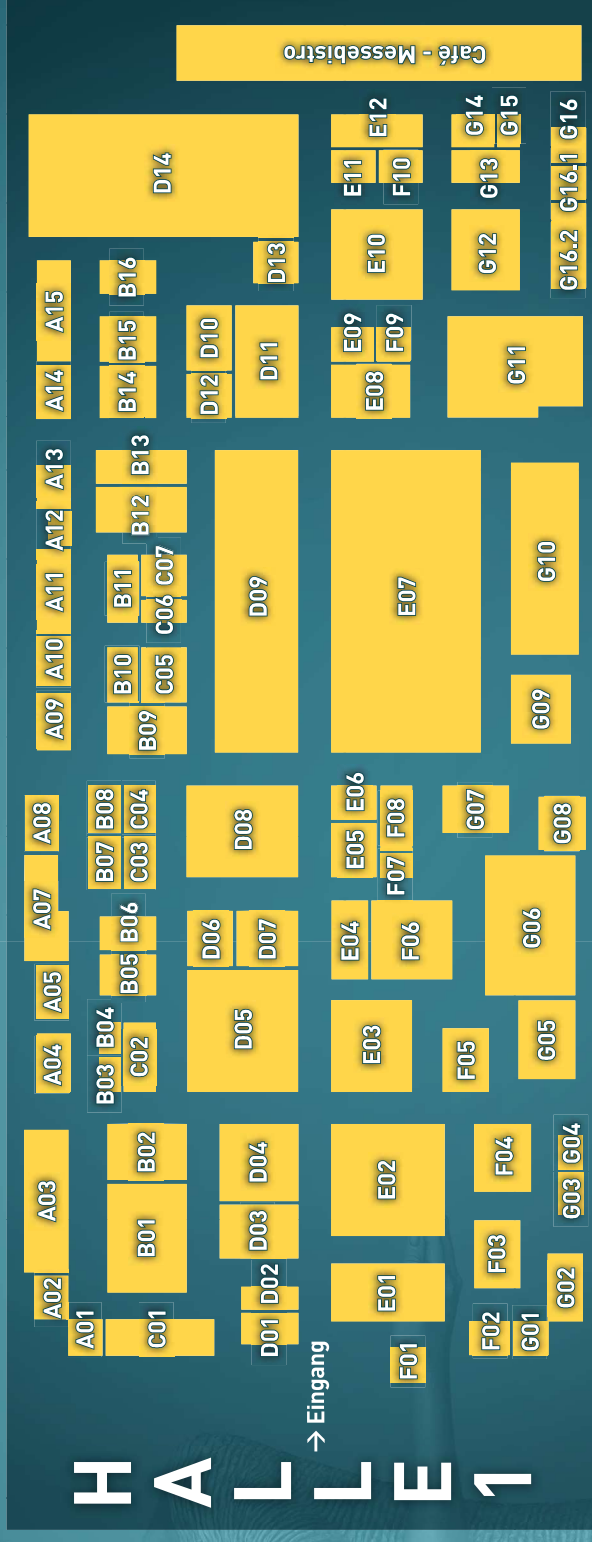 HALLE 1
→ Eingang
Café - Messebistro
A01
A02
A03
A04
A05
A07
A08
A09
A10
A11
A12
A13
A14
A15
B01
B02
B03
B04
B05
B06
B07
B08
B09
B10
B11
B12
B13
B14
B15
B16
C01
C02
C03
C04
C05
C06
C07
D01
D02
D03
D04
D05
D06
D07
D08
D09
D10
D12
D11
D13
D14
E01
E02
E03
E04
E05
E06
E07
E08
E09
E10
E11
E12
F01
F02
F03
F04
F05
F06
F07
F08
F09
F10
G01
G02
G03
G04
G05
G06
G07
G08
G09
G10
G11
G12
G13
G14
G15
G16
G16.1
G16.2